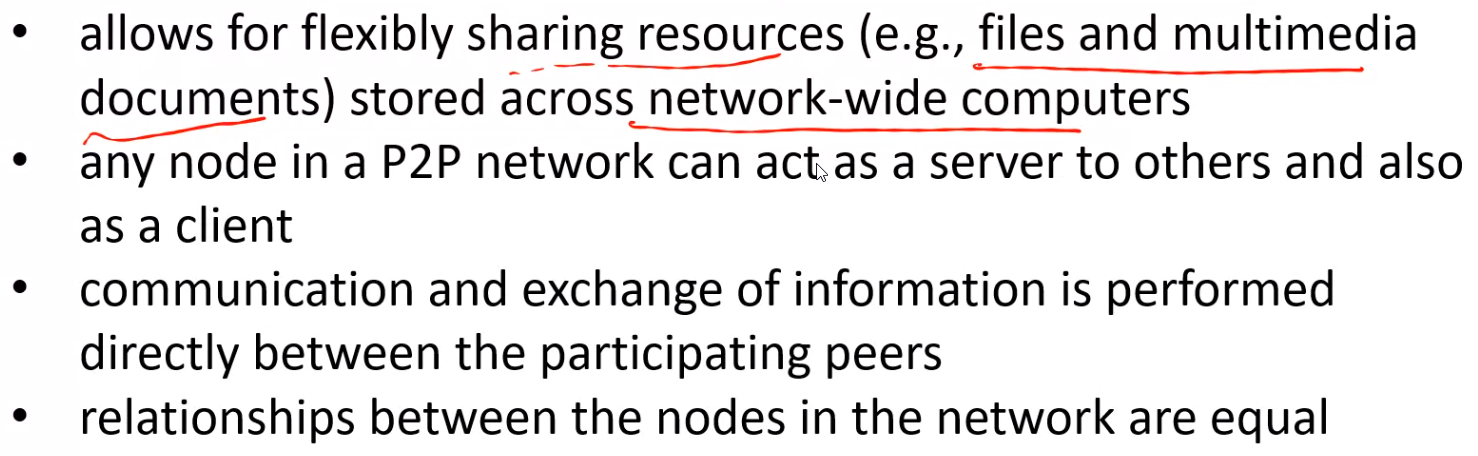 • allows for flexibly sharing resources (e.g., files and multimedia
documents) stored across network-wide computers
• any node in a P2P network can act as a server to others and also
as a client
• communication and exchange of information is performed
directly between the participating peers
• relationships between the nodes in the network are equal